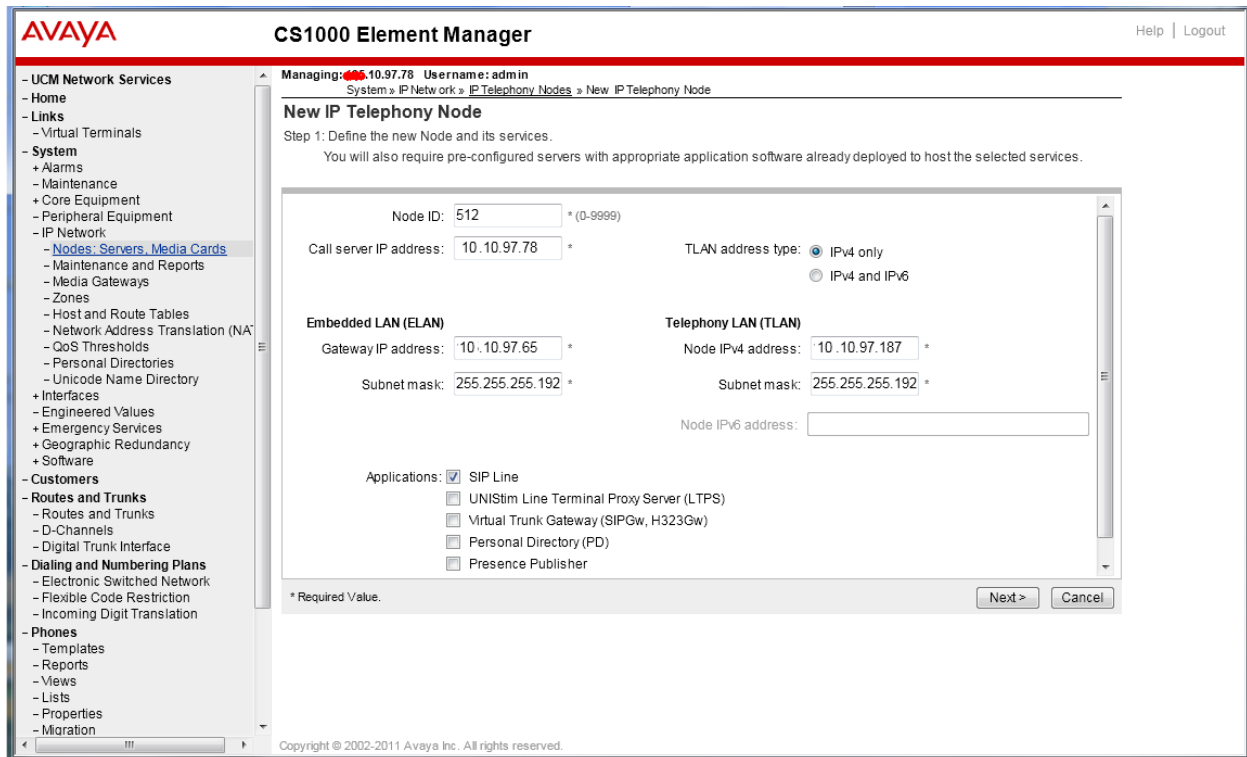 AVAYA
CS1000 Element Manager
Help | Logout
- UCM Network Services
- Home
- Links
- Virtual Terminals
- System
+ Alarms
- Maintenance
+ Core Equipment
- Peripheral Equipment
- IP Network
- Nodes: Servers, Media Cards
- Maintenance and Reports
- Media Gateways
- Zones
- Host and Route Tables
- Network Address Translation (NA
- QoS Thresholds
- Personal Directories
- Unicode Name Directory
+ Interfaces
- Engineered Values
+ Emergency Services
+ Geographic Redundancy
+ Software
- Customers
- Routes and Trunks
- Routes and Trunks
- D-Channels
- Digital Trunk Interface
- Dialing and Numbering Plans
- Electronic Switched Network
- Flexible Code Restriction
- Incoming Digit Translation
- Phones
- Templates
- Reports
- Views
- Lists
- Properties
- Migration
Managing: .10.97.78 Username: admin
System » IP Network » IP Telephony Nodes » New IP Telephony Node
New IP Telephony Node
Step 1: Define the new Node and its services.
You will also require pre-configured servers with appropriate application software already deployed to host the selected services.
Node ID: 512 * (0-9999)
Call server IP address: 10.10.97.78 * TLAN address type: IPv4 only
IPv4 and IPv6
Embedded LAN (ELAN) Telephony LAN (TLAN)
Gateway IP address: 10.10.97.65 * Node IPv4 address: 10.10.97.187 *
Subnet mask: 255.255.255.192 * Subnet mask: 255.255.255.192 *
Node IPv6 address:
Applications: SIP Line
UNIStim Line Terminal Proxy Server (LTPS)
Virtual Trunk Gateway (SIPGw, H323Gw)
Personal Directory (PD)
Presence Publisher
* Required Value. Next > Cancel
Copyright © 2002-2011 Avaya Inc. All rights reserved.